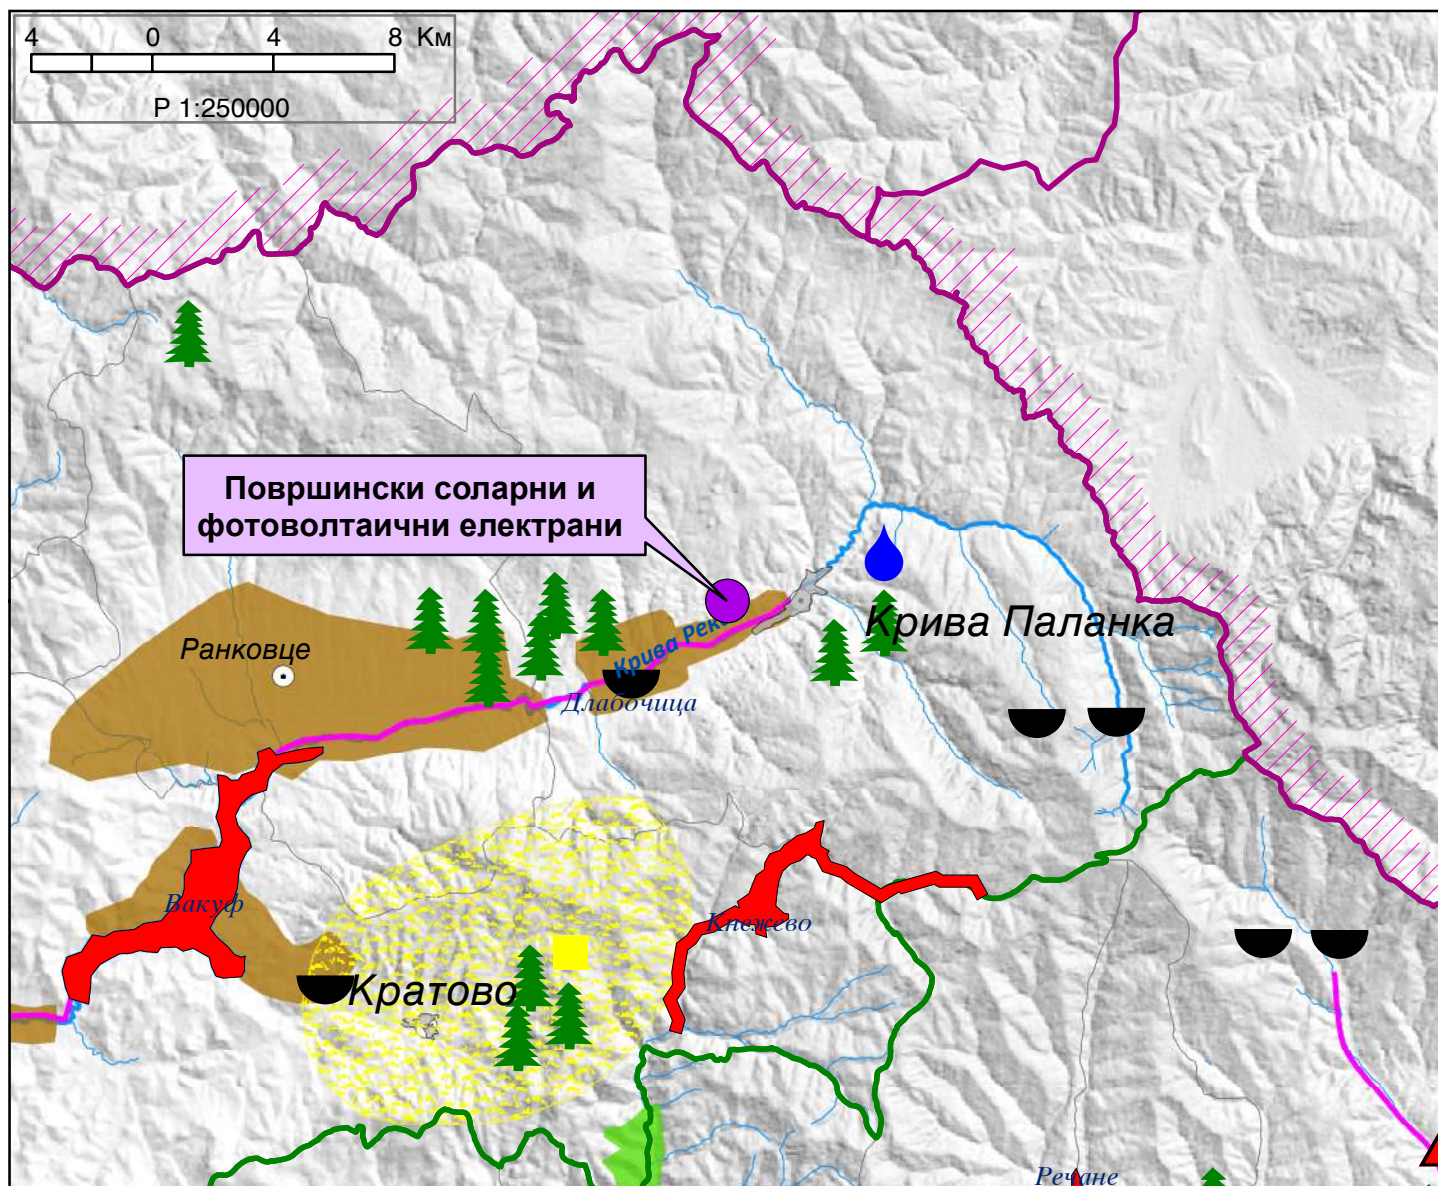 4 0 4 8 Км
Р 1:250000
Површински соларни и
фотоволтаични електрани
Крива Паланка
Ранковце
Крива Река
Длабочица
Вакуф
Кнежево
Кратово
Речане